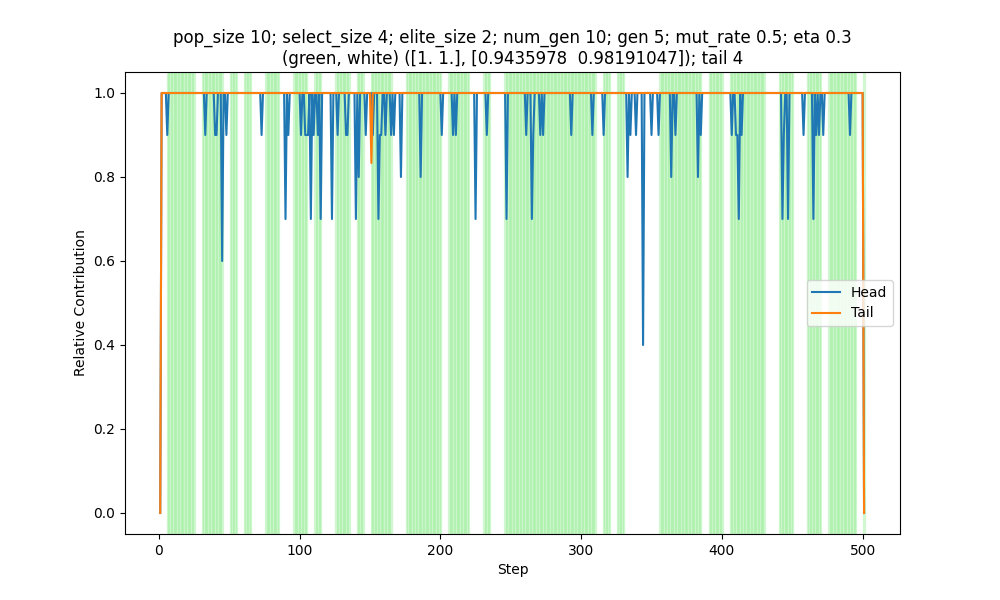 pop_size 10; select_size 4; elite_size 2; num_gen 10; gen 5; mut_rate 0.5; eta 0.3
(green, white) ([1. 1.], [0.9435978  0.98191047]); tail 4
1.0
0.8
0.6
0.4
0.2
0.0
Relative Contribution
Head
Tail
0
100
200
300
400
500
Step